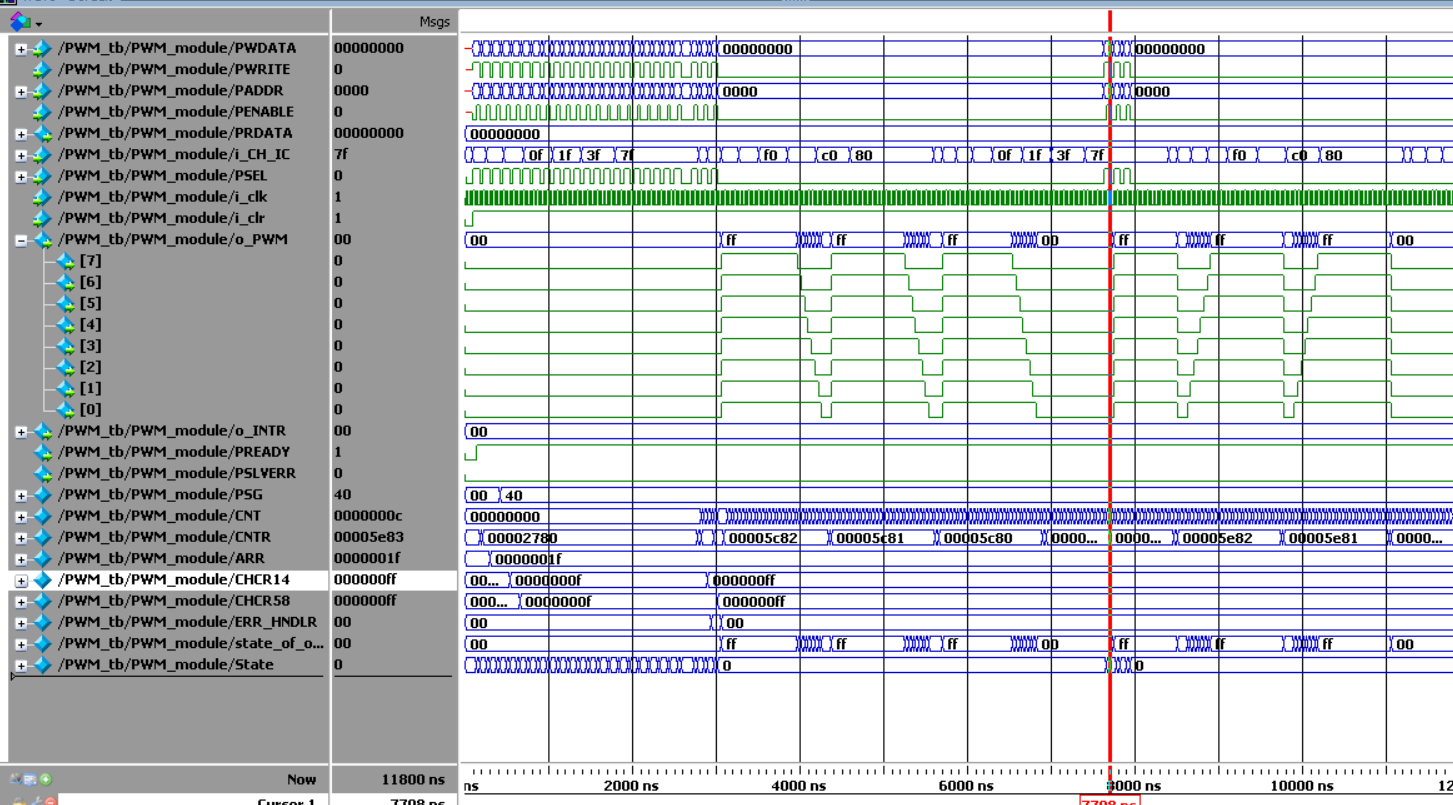 Msgs
/PWM_tb/PWM_module/PWDATA 00000000 00000000 00000000
/PWM_tb/PWM_module/PWRITE 0
/PWM_tb/PWM_module/PADDR 0000 0000 0000
/PWM_tb/PWM_module/PENABLE 0
/PWM_tb/PWM_module/PRDATA 00000000 00000000
/PWM_tb/PWM_module/i_CH_IC 7f 0f 1f 3f 7f f0 c0 80 0f 1f 3f 7f f0 c0 80
/PWM_tb/PWM_module/PSEL 0
/PWM_tb/PWM_module/i_clk 1
/PWM_tb/PWM_module/i_clr 1
/PWM_tb/PWM_module/o_PWM 00 00 ff ff ff 00 ff ff ff 00
[7] 0
[6] 0
[5] 0
[4] 0
[3] 0
[2] 0
[1] 0
[0] 0
/PWM_tb/PWM_module/o_INTR 00 00
/PWM_tb/PWM_module/PREADY 1
/PWM_tb/PWM_module/PSLVERR 0
/PWM_tb/PWM_module/PSG 40 00 40
/PWM_tb/PWM_module/CNT 0000000c 00000000
/PWM_tb/PWM_module/CNTR 00005e83 00002780 00005c82 00005c81 00005c80 0000... 0000... 00005e82 00005e81 0000...
/PWM_tb/PWM_module/ARR 0000001f 0000001f
/PWM_tb/PWM_module/CHCR14 000000ff 00... 0000000f 000000ff
/PWM_tb/PWM_module/CHCR58 000000ff 000... 0000000f 000000ff
/PWM_tb/PWM_module/ERR_HNDLR 00 00 00
/PWM_tb/PWM_module/state_of_o... 00 00 ff ff ff 00 ff ff ff 00
/PWM_tb/PWM_module/State 0 0 0
Now 11800 ns ns 2000 ns 4000 ns 6000 ns 8000 ns 10000 ns 12
Cursor 1 7708 ns 7708 ns